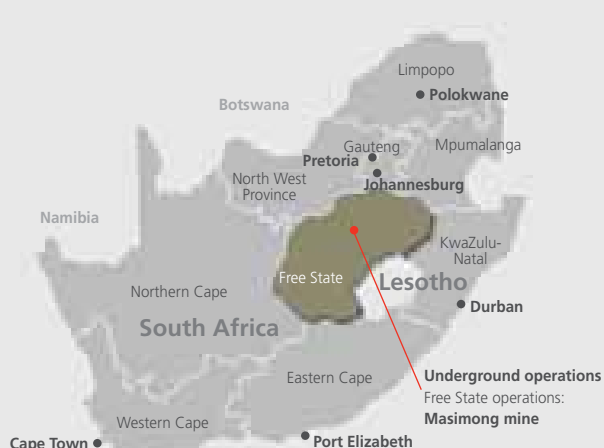 Limpopo
Polokwane
Botswana
Gauteng
Mpumalanga
Pretoria
North West
Province
Johannesburg
Namibia
KwaZulu-
Natal
Free State
Lesotho
Northern Cape
Durban
South Africa
Eastern Cape
Underground operations
Free State operations:
Masimong mine
Western Cape
Cape Town
Port Elizabeth